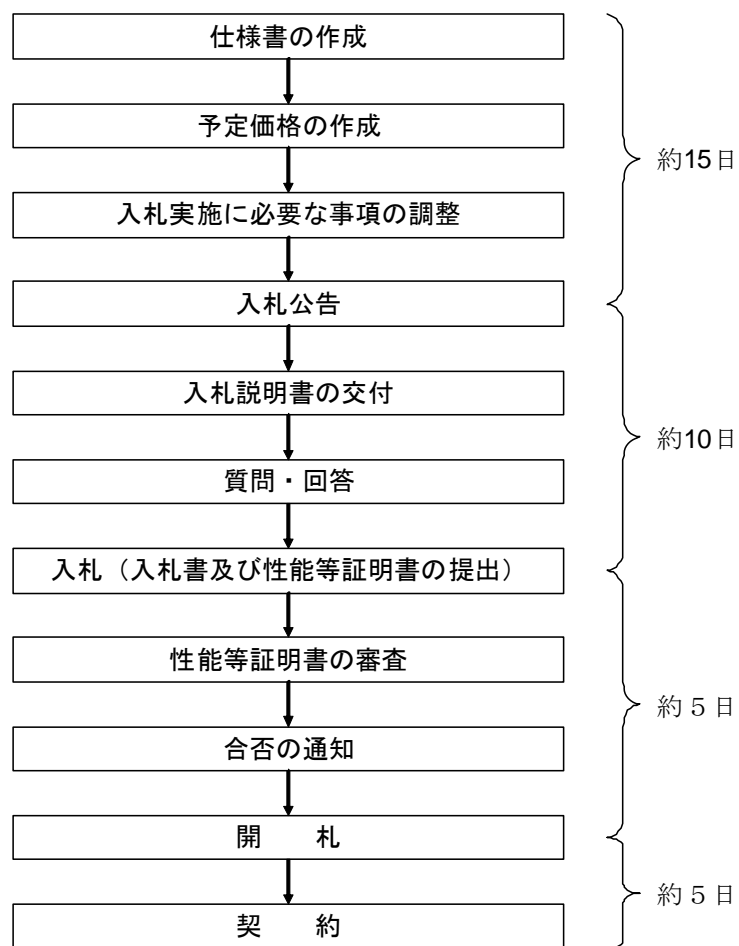 仕様書の作成
予定価格の作成
約15日
入札実施に必要な事項の調整
入札公告
入札説明書の交付
約10日
質問・回答
入札（入札書及び性能等証明書の提出）
性能等証明書の審査
約５日
合否の通知
開　　札
約５日
契　　約